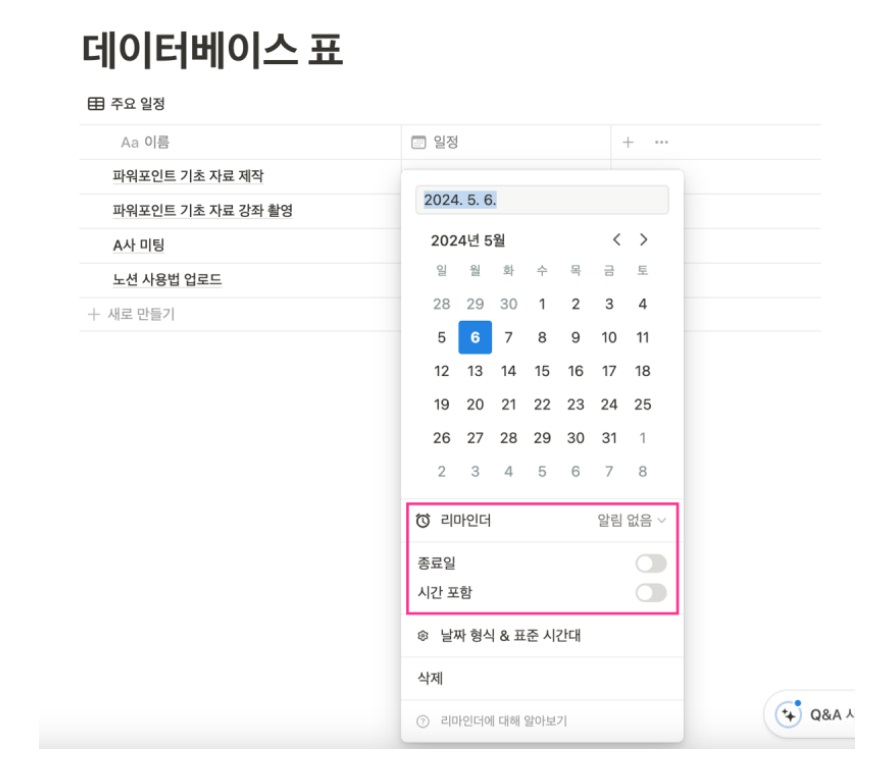 데이터베이스 표
주요 일정
Aa 이름
일정
파워포인트 기초 자료 제작
파워포인트 기초 자료 강좌 촬영
A사 미팅
노션 사용법 업로드
+ 새로 만들기
2024. 5. 6.
2024년 5월
일 월 화 수 목 금 토
28 29 30 1 2 3 4
5 6 7 8 9 10 11
12 13 14 15 16 17 18
19 20 21 22 23 24 25
26 27 28 29 30 31 1
2 3 4 5 6 7 8
리마인더 알림 없음
종료일
시간 포함
날짜 형식 & 표준 시간대
삭제
리마인더에 대해 알아보기
Q&A